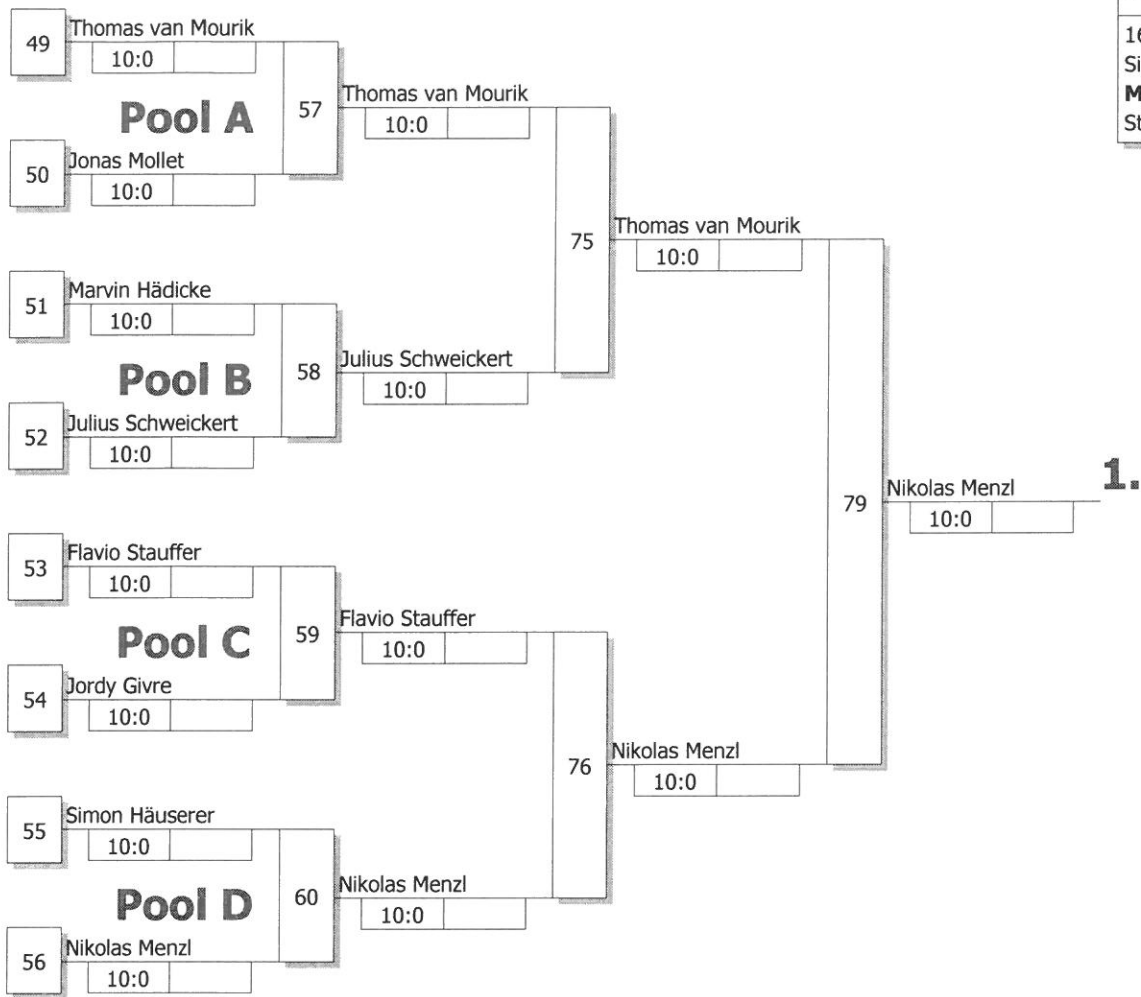 49 Thomas van Mourik
10:0
Pool A
57
50 Jonas Mollet
10:0
Thomas van Mourik
10:0
51 Marvin Hädicke
10:0
Pool B
58
52 Julius Schweickert
10:0
Julius Schweickert
10:0
75
Thomas van Mourik
10:0
53 Flavio Stauffer
10:0
Pool C
59
54 Jordy Givre
10:0
Flavio Stauffer
10:0
55 Simon Häuserer
10:0
Pool D
60
56 Nikolas Menzl
10:0
Nikolas Menzl
10:0
76
Nikolas Menzl
10:0
79
Nikolas Menzl
10:0
1.
16
Si
M
St